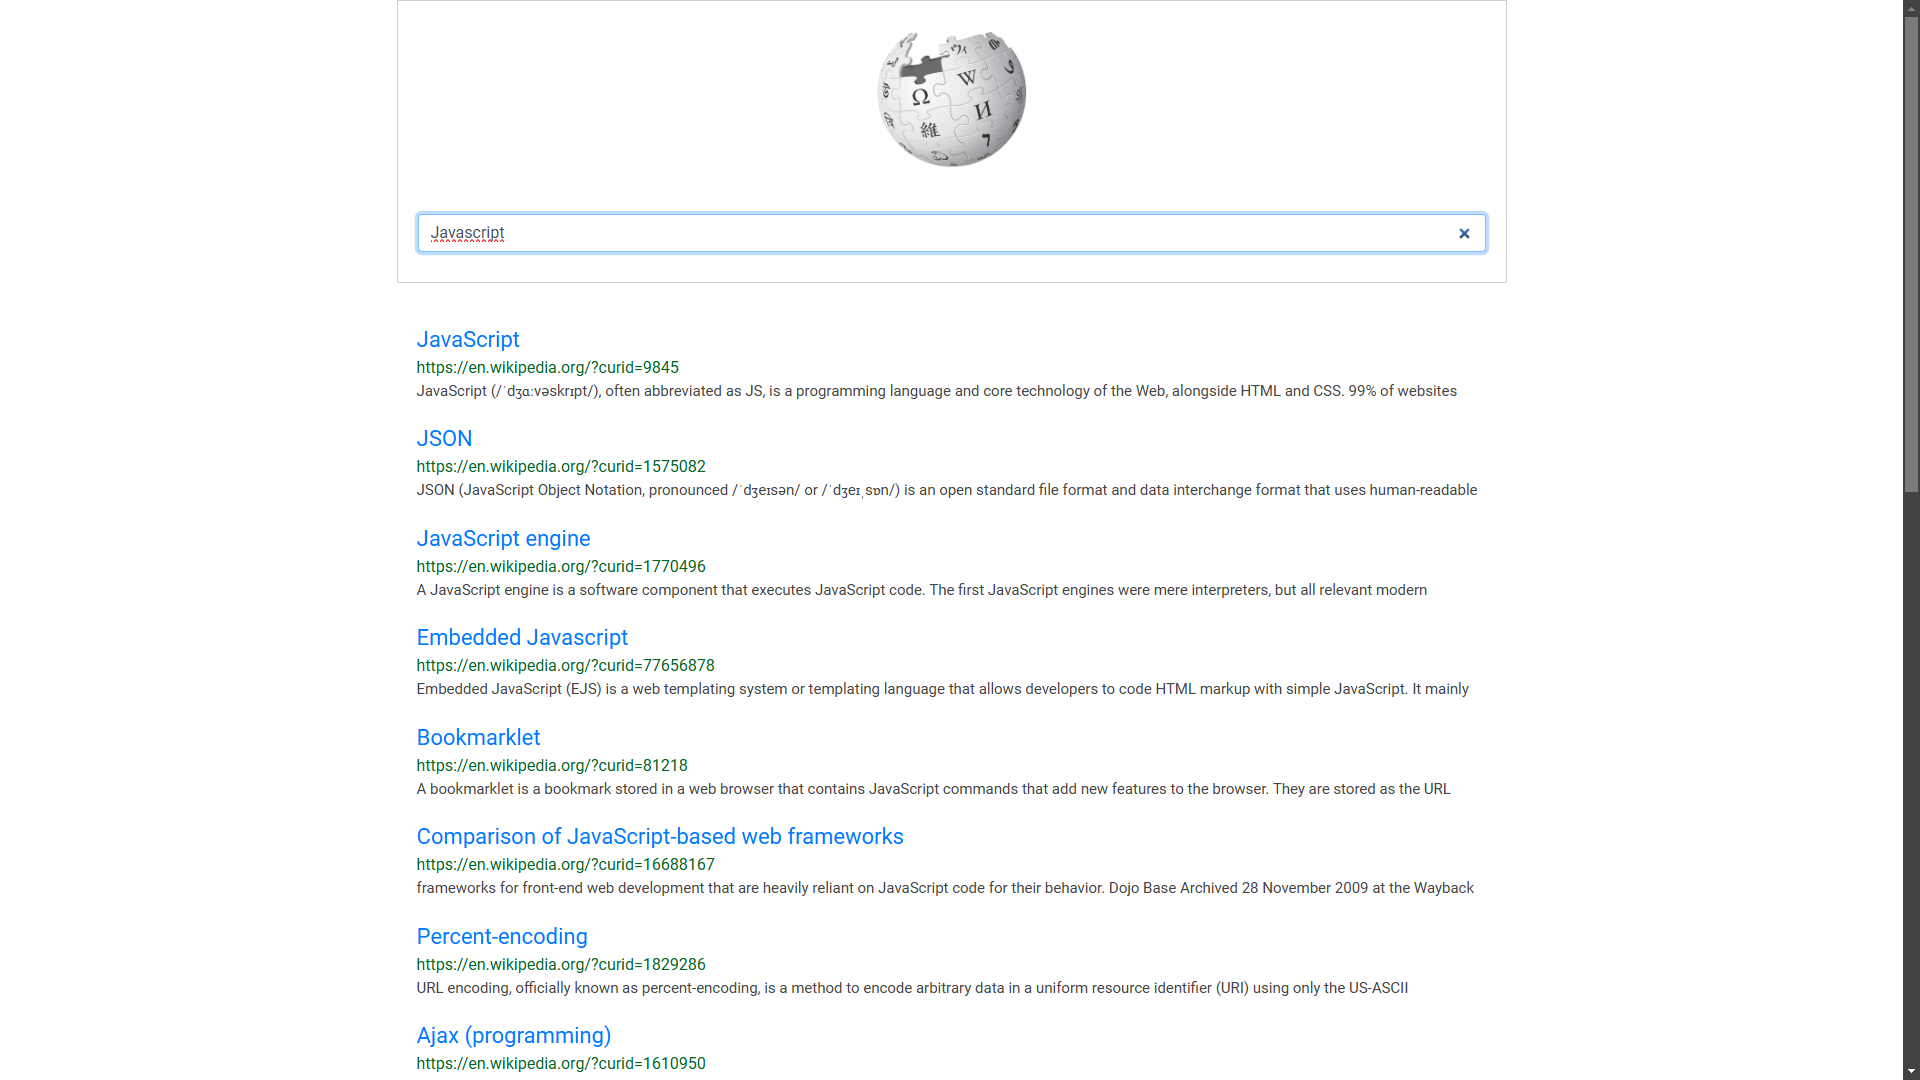 Javascript
JavaScript
https://en.wikipedia.org/?curid=9845
JavaScript (/ˈdʒɑːvəskrɪpt/), often abbreviated as JS, is a programming language and core technology of the Web, alongside HTML and CSS. 99% of websites
JSON
https://en.wikipedia.org/?curid=1575082
JSON (JavaScript Object Notation, pronounced /ˈdʒeɪsən/ or /ˈdʒeɪˌsɒn/) is an open standard file format and data interchange format that uses human-readable
JavaScript engine
https://en.wikipedia.org/?curid=1770496
A JavaScript engine is a software component that executes JavaScript code. The first JavaScript engines were mere interpreters, but all relevant modern
Embedded Javascript
https://en.wikipedia.org/?curid=77656878
Embedded JavaScript (EJS) is a web templating system or templating language that allows developers to code HTML markup with simple JavaScript. It mainly
Bookmarklet
https://en.wikipedia.org/?curid=81218
A bookmarklet is a bookmark stored in a web browser that contains JavaScript commands that add new features to the browser. They are stored as the URL
Comparison of JavaScript-based web frameworks
https://en.wikipedia.org/?curid=16688167
frameworks for front-end web development that are heavily reliant on JavaScript code for their behavior. Dojo Base Archived 28 November 2009 at the Wayback
Percent-encoding
https://en.wikipedia.org/?curid=1829286
URL encoding, officially known as percent-encoding, is a method to encode arbitrary data in a uniform resource identifier (URI) using only the US-ASCII
Ajax (programming)
https://en.wikipedia.org/?curid=1610950